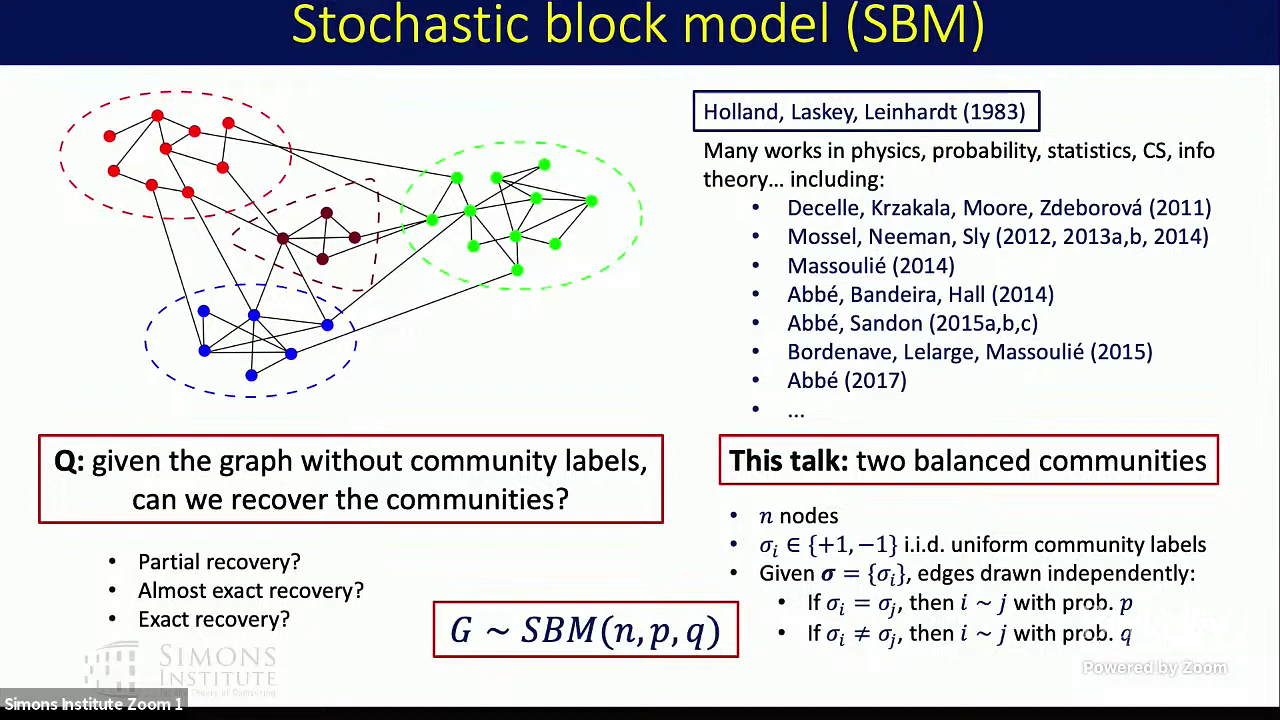 Stochastic block model (SBM)
Holland, Laskey, Leinhardt (1983)
Many works in physics, probability, statistics, CS, info
theory... including:
• Decelle, Krzakala, Moore, Zdeborová (2011)
• Mossel, Neeman, Sly (2012, 2013a,b, 2014)
• Massoulié (2014)
• Abbé, Bandeira, Hall (2014)
• Abbé, Sandon (2015a,b,c)
• Bordenave, Lelarge, Massoulié (2015)
• Abbé (2017)
• ...
Q: given the graph without community labels,
can we recover the communities?
• Partial recovery?
• Almost exact recovery?
• Exact recovery?
G ~ SBM(n, p, q)
This talk: two balanced communities
• n nodes
• σᵢ ∈ {+1, −1} i.i.d. uniform community labels
• Given σ = {σᵢ}, edges drawn independently:
• If σᵢ = σⱼ, then i ~ j with prob. p
• If σᵢ ≠ σⱼ, then i ~ j with prob. q
SIMONS
INSTITUTE
for the Theory of Computing
Powered by Zoom
Simons Institute Zoom 1